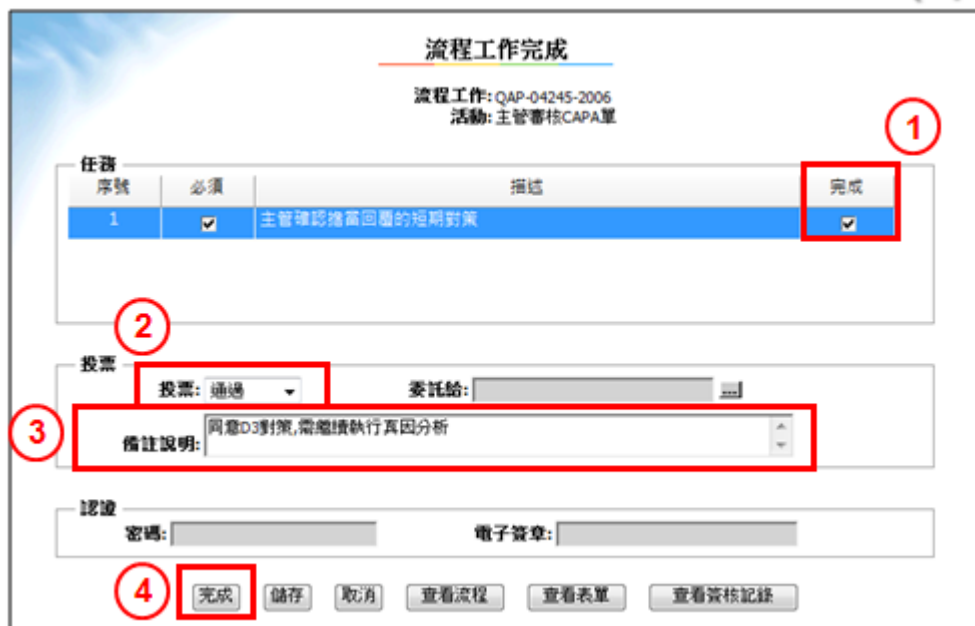 流程工作完成
流程工作: QAP-04245-2006
活動: 主管審核CAPA單
1
任務
序號 必須 描述 完成
1 主管確認擔當回覆的短期對策
2
投票
投票: 通過 委託給: ...
3
備註說明: 同意D3對策,需繼續執行真因分析
認證
密碼: 電子簽章:
4
完成 儲存 取消 查看流程 查看表單 查看簽核記錄